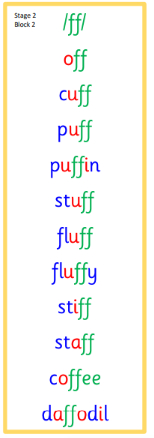 Stage 2
Block 2
/ff/
off
cuff
puff
puffin
stuff
fluff
fluffy
stiff
staff
coffee
daffodil